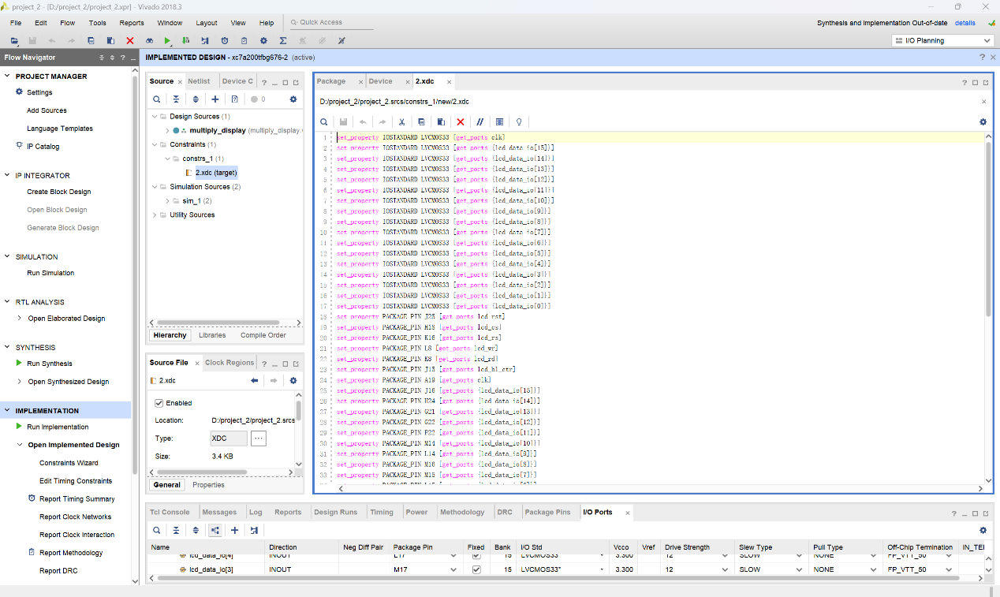 project_2 - [D:/project_2/project_2.xpr] - Vivado 2018.3
File Edit Flow Tools Reports Window Layout View Help Quick Access
Synthesis and Implementation Out-of-date details
0
I/O Planning
Flow Navigator
PROJECT MANAGER
Settings
Add Sources
Language Templates
IP Catalog
IP INTEGRATOR
Create Block Design
Open Block Design
Generate Block Design
SIMULATION
Run Simulation
RTL ANALYSIS
Open Elaborated Design
SYNTHESIS
Run Synthesis
Open Synthesized Design
IMPLEMENTATION
Run Implementation
Open Implemented Design
Constraints Wizard
Edit Timing Constraints
Report Timing Summary
Report Clock Networks
Report Clock Interaction
Report Methodology
Report DRC
IMPLEMENTED DESIGN - xc7a200tfbg676-2 (active)
Source Netlist Device C
Design Sources (1)
multiply_display (multiply_display.
Constraints (1)
constrs_1 (1)
2.xdc (target)
Simulation Sources (2)
sim_1 (2)
Utility Sources
Hierarchy Libraries Compile Order
Source File Clock Regions
2.xdc
Enabled
Location: D:/project_2/project_2.srcs
Type: XDC
Size: 3.4 KB
General Properties
Package Device 2.xdc
D:/project_2/project_2.srcs/constrs_1/new/2.xdc
1 set_property IOSTANDARD LVCMOS33 [get_ports clk]
2 set_property IOSTANDARD LVCMOS33 [get_ports {lcd_data_io[15]}]
3 set_property IOSTANDARD LVCMOS33 [get_ports {lcd_data_io[14]}]
4 set_property IOSTANDARD LVCMOS33 [get_ports {lcd_data_io[13]}]
5 set_property IOSTANDARD LVCMOS33 [get_ports {lcd_data_io[12]}]
6 set_property IOSTANDARD LVCMOS33 [get_ports {lcd_data_io[11]}]
7 set_property IOSTANDARD LVCMOS33 [get_ports {lcd_data_io[10]}]
8 set_property IOSTANDARD LVCMOS33 [get_ports {lcd_data_io[9]}]
9 set_property IOSTANDARD LVCMOS33 [get_ports {lcd_data_io[8]}]
10 set_property IOSTANDARD LVCMOS33 [get_ports {lcd_data_io[7]}]
11 set_property IOSTANDARD LVCMOS33 [get_ports {lcd_data_io[6]}]
12 set_property IOSTANDARD LVCMOS33 [get_ports {lcd_data_io[5]}]
13 set_property IOSTANDARD LVCMOS33 [get_ports {lcd_data_io[4]}]
14 set_property IOSTANDARD LVCMOS33 [get_ports {lcd_data_io[3]}]
15 set_property IOSTANDARD LVCMOS33 [get_ports {lcd_data_io[2]}]
16 set_property IOSTANDARD LVCMOS33 [get_ports {lcd_data_io[1]}]
17 set_property IOSTANDARD LVCMOS33 [get_ports {lcd_data_io[0]}]
18 set_property PACKAGE_PIN J25 [get_ports lcd_rst]
19 set_property PACKAGE_PIN H18 [get_ports lcd_cs]
20 set_property PACKAGE_PIN K16 [get_ports lcd_rs]
21 set_property PACKAGE_PIN L8 [get_ports lcd_wr]
22 set_property PACKAGE_PIN K8 [get_ports lcd_rd]
23 set_property PACKAGE_PIN J15 [get_ports lcd_bl_ctr]
24 set_property PACKAGE_PIN A19 [get_ports clk]
25 set_property PACKAGE_PIN J16 [get_ports {lcd_data_io[15]}]
26 set_property PACKAGE_PIN H24 [get_ports {lcd_data_io[14]}]
27 set_property PACKAGE_PIN G21 [get_ports {lcd_data_io[13]}]
28 set_property PACKAGE_PIN G22 [get_ports {lcd_data_io[12]}]
29 set_property PACKAGE_PIN F22 [get_ports {lcd_data_io[11]}]
30 set_property PACKAGE_PIN M14 [get_ports {lcd_data_io[10]}]
31 set_property PACKAGE_PIN L14 [get_ports {lcd_data_io[9]}]
32 set_property PACKAGE_PIN M16 [get_ports {lcd_data_io[8]}]
33 set_property PACKAGE_PIN M15 [get_ports {lcd_data_io[7]}]
Tcl Console Messages Log Reports Design Runs Timing Power Methodology DRC Package Pins I/O Ports
Name Direction Neg Diff Pair Package Pin Fixed Bank I/O Std Vcco Vref Drive Strength Slew Type Pull Type Off-Chip Termination IN_TE
lcd_data_io[4] INOUT L17 15 LVCMOS33* 3.300 12 SLOW NONE FP_VTT_50
lcd_data_io[3] INOUT M17 15 LVCMOS33* 3.300 12 SLOW NONE FP_VTT_50